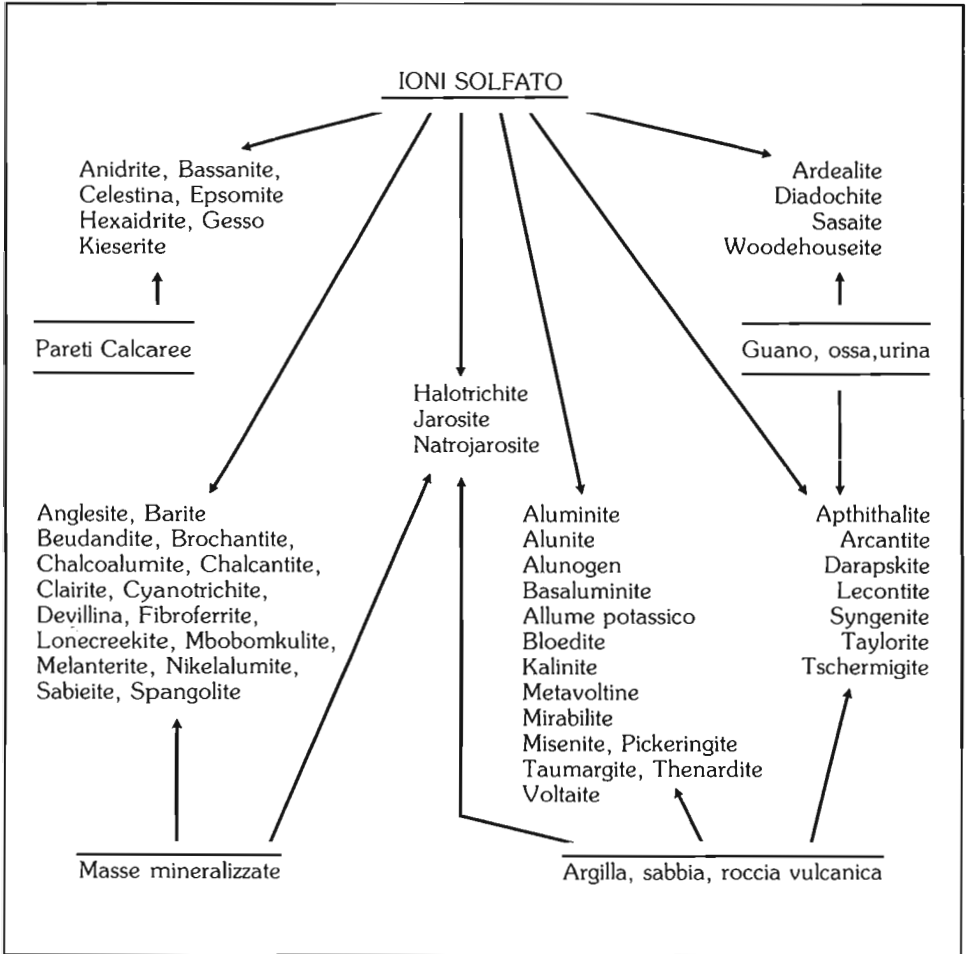 IONI SOLFATO
Anidrite, Bassanite,
Celestina, Epsomite
Hexaidrite, Gesso
Kieserite
Ardealite
Diadochite
Sasaite
Woodehouseite
Pareti Calcaree
Guano, ossa,urina
Halotrichite
Jarosite
Natrojarosite
Anglesite, Barite
Beudandite, Brochantite,
Chalcoalumite, Chalcantite,
Clairite, Cyanotrichite,
Devillina, Fibroferrite,
Lonecreekite, Mbobomkulite,
Melanterite, Nikelalumite,
Sabieite, Spangolite
Aluminite
Alunite
Alunogen
Basaluminite
Allume potassico
Bloedite
Kalinite
Metavoltine
Mirabilite
Misenite, Pickeringite
Taumargite, Thenardite
Voltaite
Apthithalite
Arcantite
Darapskite
Lecontite
Syngenite
Taylorite
Tschermigite
Masse mineralizzate
Argilla, sabbia, roccia vulcanica